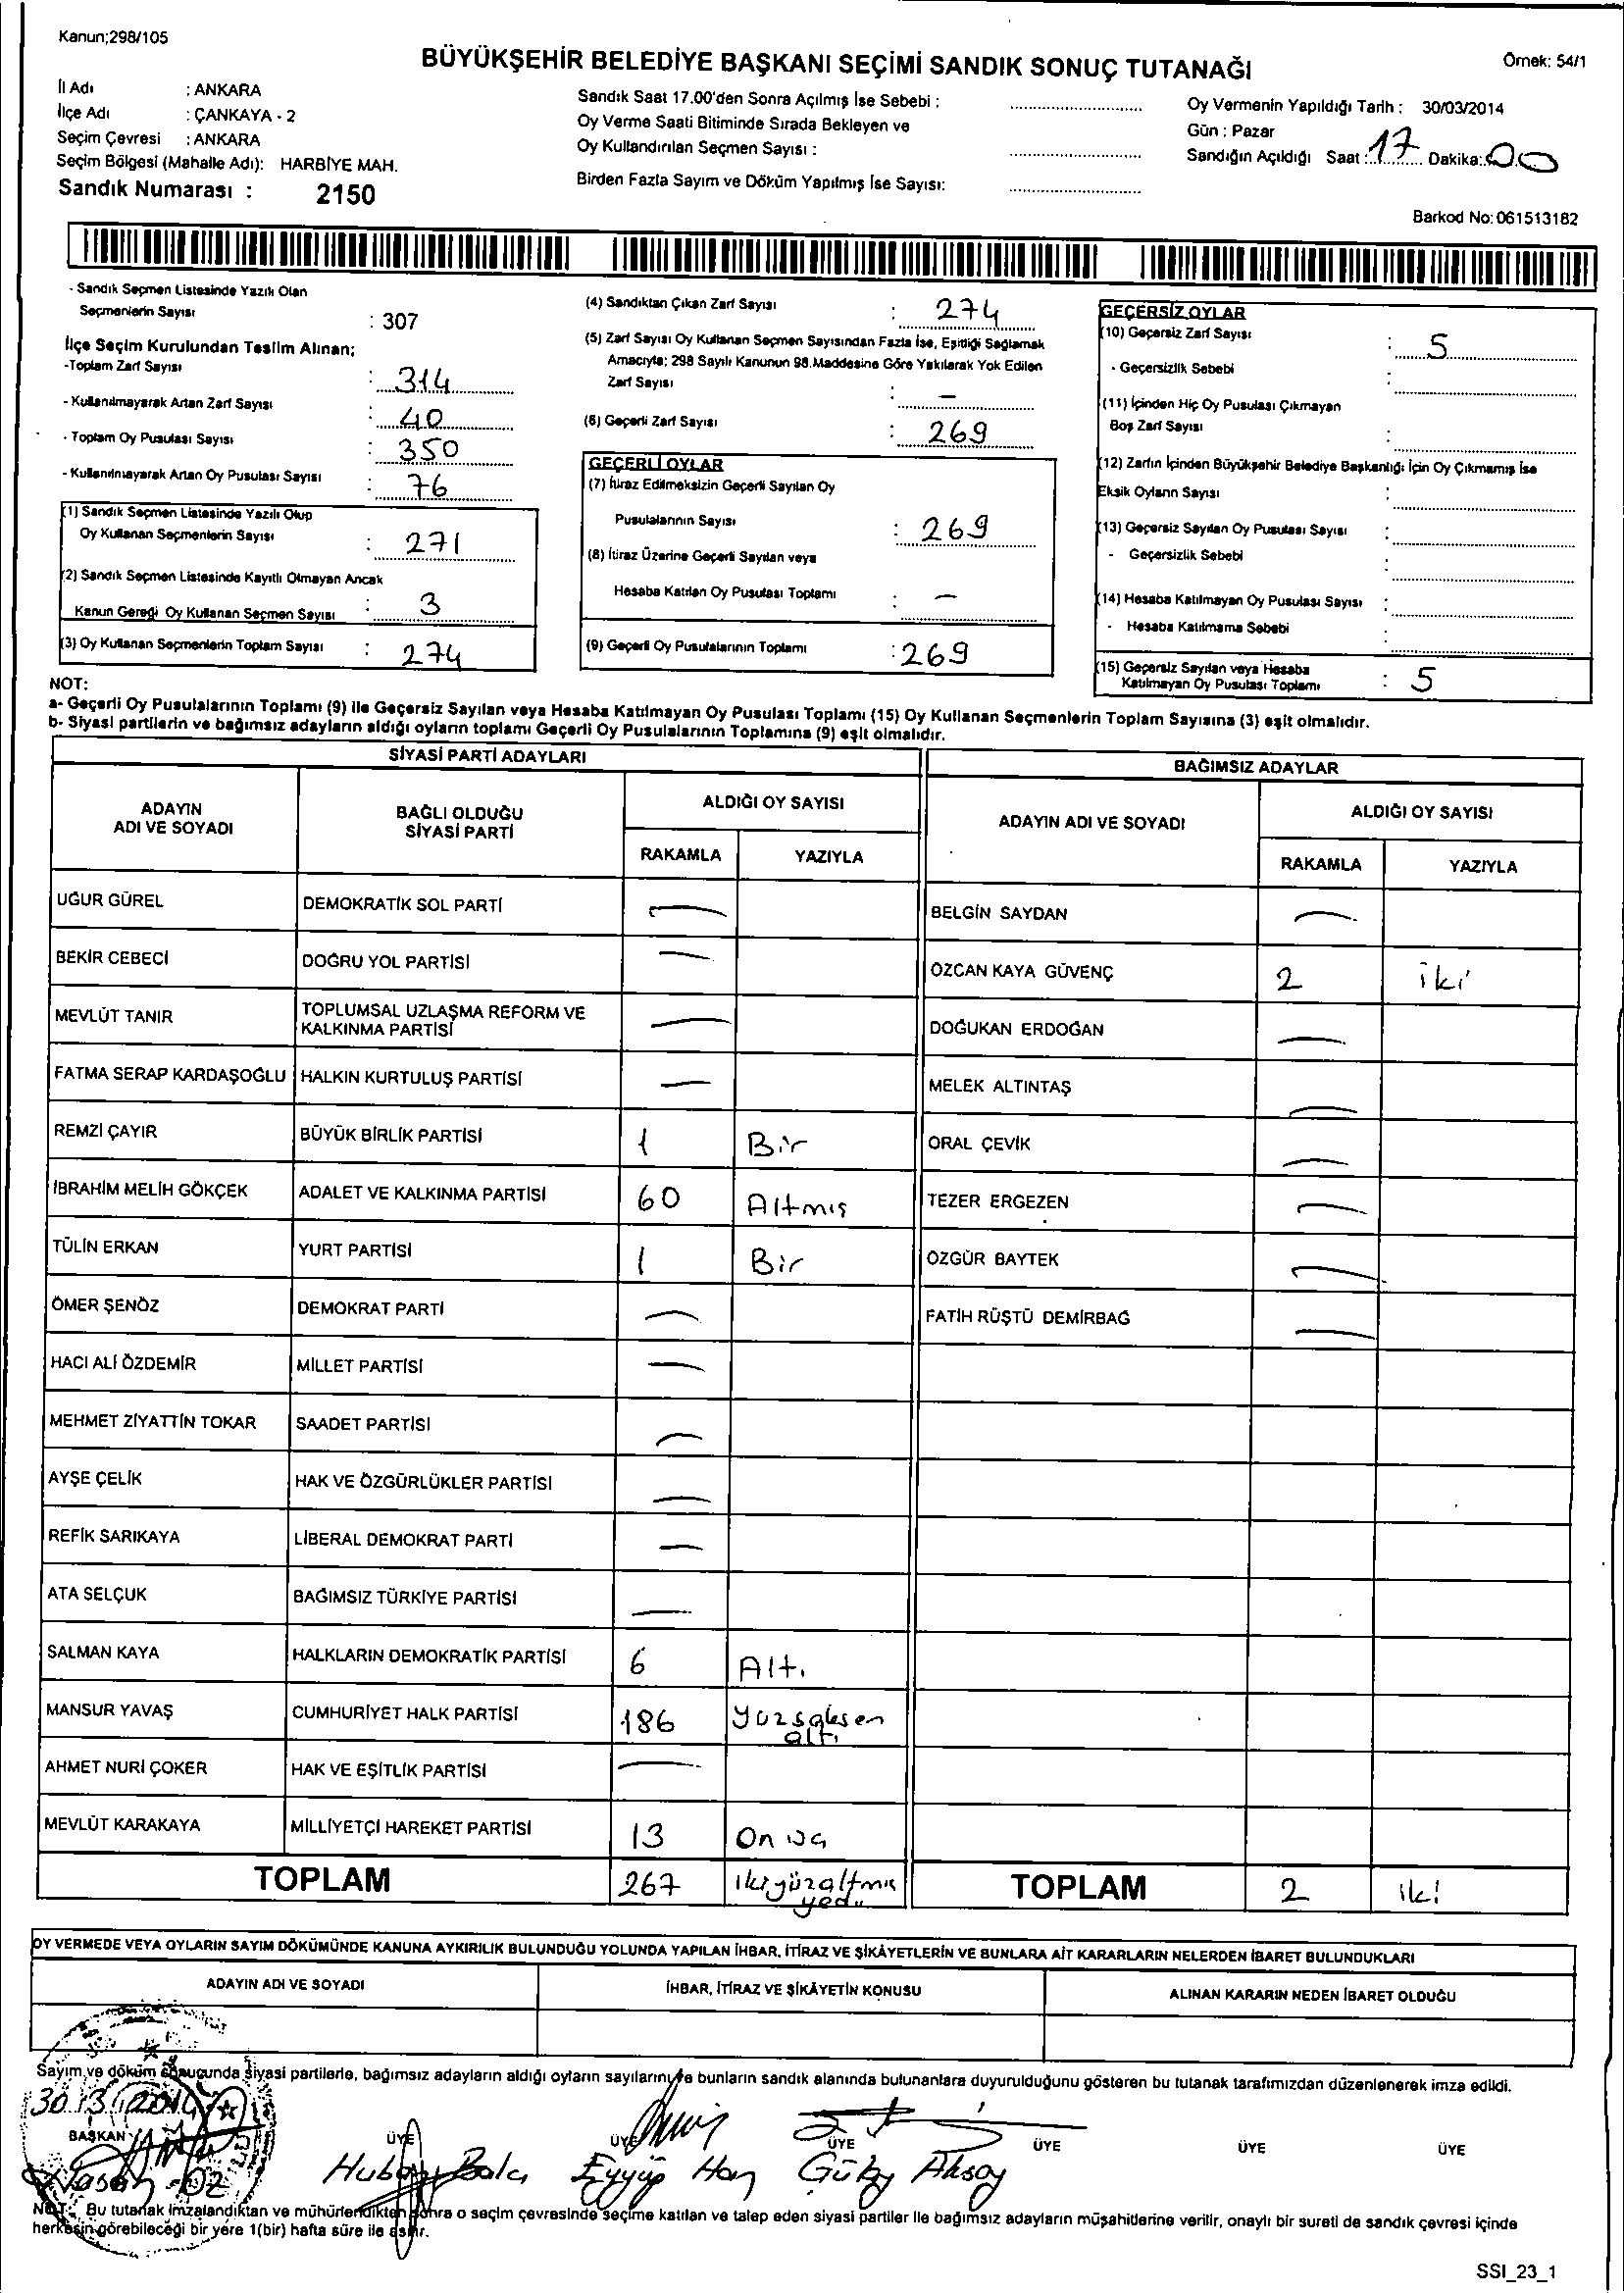 Kanun;298/105
BÜYÜKŞEHİR BELEDİYE BAŞKANI SEÇİMİ SANDIK SONUÇ TUTANAĞI
Örnek: 54/1
İl Adı : ANKARA
İlçe Adı : ÇANKAYA - 2
Seçim Çevresi : ANKARA
Seçim Bölgesi (Mahalle Adı): HARBİYE MAH.
Sandık Numarası : 2150
Sandık Saat 17.00'den Sonra Açılmış İse Sebebi :
Oy Verme Saati Bitiminde Sırada Bekleyen ve
Oy Kullandırılan Seçmen Sayısı :
Birden Fazla Sayım ve Döküm Yapılmış İse Sayısı:
Oy Vermenin Yapıldığı Tarih : 30/03/2014
Gün : Pazar
Sandığın Açıldığı Saat : 17 Dakika: 00
Barkod No: 061513182
- Sandık Seçmen Listesinde Yazılı Olan
Seçmenlerin Sayısı : 307
İlçe Seçim Kurulundan Teslim Alınan;
-Toplam Zarf Sayısı : 314
- Kullanılmayarak Artan Zarf Sayısı : 40
- Toplam Oy Pusulası Sayısı : 350
- Kullanılmayarak Artan Oy Pusulası Sayısı : 76
(1) Sandık Seçmen Listesinde Yazılı Olup
Oy Kullanan Seçmenlerin Sayısı : 271
(2) Sandık Seçmen Listesinde Kayıtlı Olmayan Ancak
Kanun Gereği Oy Kullanan Seçmen Sayısı : 3
(3) Oy Kullanan Seçmenlerin Toplam Sayısı : 274
(4) Sandıktan Çıkan Zarf Sayısı : 274
(5) Zarf Sayısı Oy Kullanan Seçmen Sayısından Fazla İse, Eşitliği Sağlamak
Amacıyla; 298 Sayılı Kanunun 98.Maddesine Göre Yakılarak Yok Edilen
Zarf Sayısı : -
(6) Geçerli Zarf Sayısı : 269
GEÇERLİ OYLAR
(7) İtiraz Edilmeksizin Geçerli Sayılan Oy
Pusulalarının Sayısı : 269
(8) İtiraz Üzerine Geçerli Sayılan veya
Hesaba Katılan Oy Pusulası Toplamı : -
(9) Geçerli Oy Pusulalarının Toplamı : 269
GEÇERSİZ OYLAR
(10) Geçersiz Zarf Sayısı : 5
- Geçersizlik Sebebi :
(11) İçinden Hiç Oy Pusulası Çıkmayan
Boş Zarf Sayısı :
(12) Zarfın İçinden Büyükşehir Belediye Başkanlığı İçin Oy Çıkmamış İse
Eksik Oyların Sayısı :
(13) Geçersiz Sayılan Oy Pusulası Sayısı :
- Geçersizlik Sebebi :
(14) Hesaba Katılmayan Oy Pusulası Sayısı :
- Hesaba Katılmama Sebebi :
(15) Geçersiz Sayılan veya Hesaba
Katılmayan Oy Pusulası Toplamı : 5
NOT:
a- Geçerli Oy Pusulalarının Toplamı (9) ile Geçersiz Sayılan veya Hesaba Katılmayan Oy Pusulası Toplamı (15) Oy Kullanan Seçmenlerin Toplam Sayısına (3) eşit olmalıdır.
b- Siyasi partilerin ve bağımsız adayların aldığı oyların toplamı Geçerli Oy Pusulalarının Toplamına (9) eşit olmalıdır.
SİYASİ PARTİ ADAYLARI
ADAYIN ADI VE SOYADI
BAĞLI OLDUĞU SİYASİ PARTİ
ALDIĞI OY SAYISI
RAKAMLA YAZIYLA
UĞUR GÜREL DEMOKRATİK SOL PARTİ —
BEKİR CEBECİ DOĞRU YOL PARTİSİ —
MEVLÜT TANIR TOPLUMSAL UZLAŞMA REFORM VE KALKINMA PARTİSİ —
FATMA SERAP KARDAŞOĞLU HALKIN KURTULUŞ PARTİSİ —
REMZİ ÇAYIR BÜYÜK BİRLİK PARTİSİ 1 Bir
İBRAHİM MELİH GÖKÇEK ADALET VE KALKINMA PARTİSİ 60 Altmış
TÜLİN ERKAN YURT PARTİSİ 1 Bir
ÖMER ŞENÖZ DEMOKRAT PARTİ —
HACI ALİ ÖZDEMİR MİLLET PARTİSİ —
MEHMET ZİYATTİN TOKAR SAADET PARTİSİ —
AYŞE ÇELİK HAK VE ÖZGÜRLÜKLER PARTİSİ —
REFİK SARIKAYA LİBERAL DEMOKRAT PARTİ —
ATA SELÇUK BAĞIMSIZ TÜRKİYE PARTİSİ —
SALMAN KAYA HALKLARIN DEMOKRATİK PARTİSİ 6 Altı
MANSUR YAVAŞ CUMHURİYET HALK PARTİSİ 186 Yüzseksen altı
AHMET NURİ ÇOKER HAK VE EŞİTLİK PARTİSİ —
MEVLÜT KARAKAYA MİLLİYETÇİ HAREKET PARTİSİ 13 On üç
TOPLAM 267 ikiyüzaltmış yedi
BAĞIMSIZ ADAYLAR
ADAYIN ADI VE SOYADI
ALDIĞI OY SAYISI
RAKAMLA YAZIYLA
BELGİN SAYDAN —
ÖZCAN KAYA GÜVENÇ 2 iki
DOĞUKAN ERDOĞAN —
MELEK ALTINTAŞ —
ORAL ÇEVİK —
TEZER ERGEZEN —
ÖZGÜR BAYTEK —
FATİH RÜŞTÜ DEMİRBAĞ —
TOPLAM 2 iki
OY VERMEDE VEYA OYLARIN SAYIM DÖKÜMÜNDE KANUNA AYKIRILIK BULUNDUĞU YOLUNDA YAPILAN İHBAR, İTİRAZ VE ŞİKÂYETLERİN VE BUNLARA AİT KARARLARIN NELERDEN İBARET BULUNDUKLARI
ADAYIN ADI VE SOYADI
İHBAR, İTİRAZ VE ŞİKÂYETİN KONUSU
ALINAN KARARIN NEDEN İBARET OLDUĞU
Sayım ve döküm sonucunda siyasi partilerle, bağımsız adayların aldığı oyların sayılarını ve bunların sandık alanında bulunanlara duyurulduğunu gösteren bu tutanak tarafımızdan düzenlenerek imza edildi.
30/3/2014
BAŞKAN ÜYE ÜYE ÜYE ÜYE ÜYE ÜYE
Hasan Öz Eyyüp Han Aksoy
NOT: Bu tutanak imzalandıktan ve mühürlendikten sonra o seçim çevresinde seçime katılan ve talep eden siyasi partiler ile bağımsız adayların müşahitlerine verilir, onaylı bir sureti de sandık çevresi içinde
herkesin görebileceği bir yere 1(bir) hafta süre ile asılır.
SSI_23_1